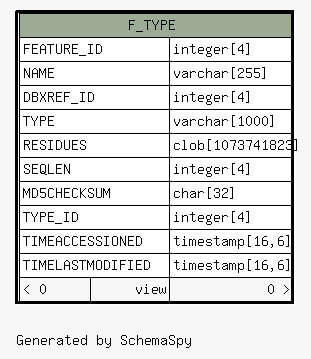 F_TYPE
FEATURE_ID integer[4]
NAME varchar[255]
DBXREF_ID integer[4]
TYPE varchar[1000]
RESIDUES clob[1073741823]
SEQLEN integer[4]
MD5CHECKSUM char[32]
TYPE_ID integer[4]
TIMEACCESSIONED timestamp[16,6]
TIMELASTMODIFIED timestamp[16,6]
< 0 view 0 >
Generated by SchemaSpy